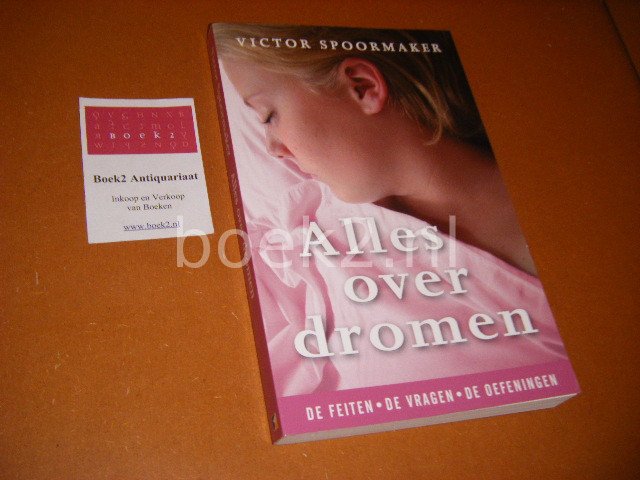 VICTOR SPOORMAKER
Alles
over
dromen
DE FEITEN • DE VRAGEN • DE OEFENINGEN
BOEK2
Boek2 Antiquariaat
Inkoop en Verkoop
van Boeken
www.boek2.nl
boek2.nl